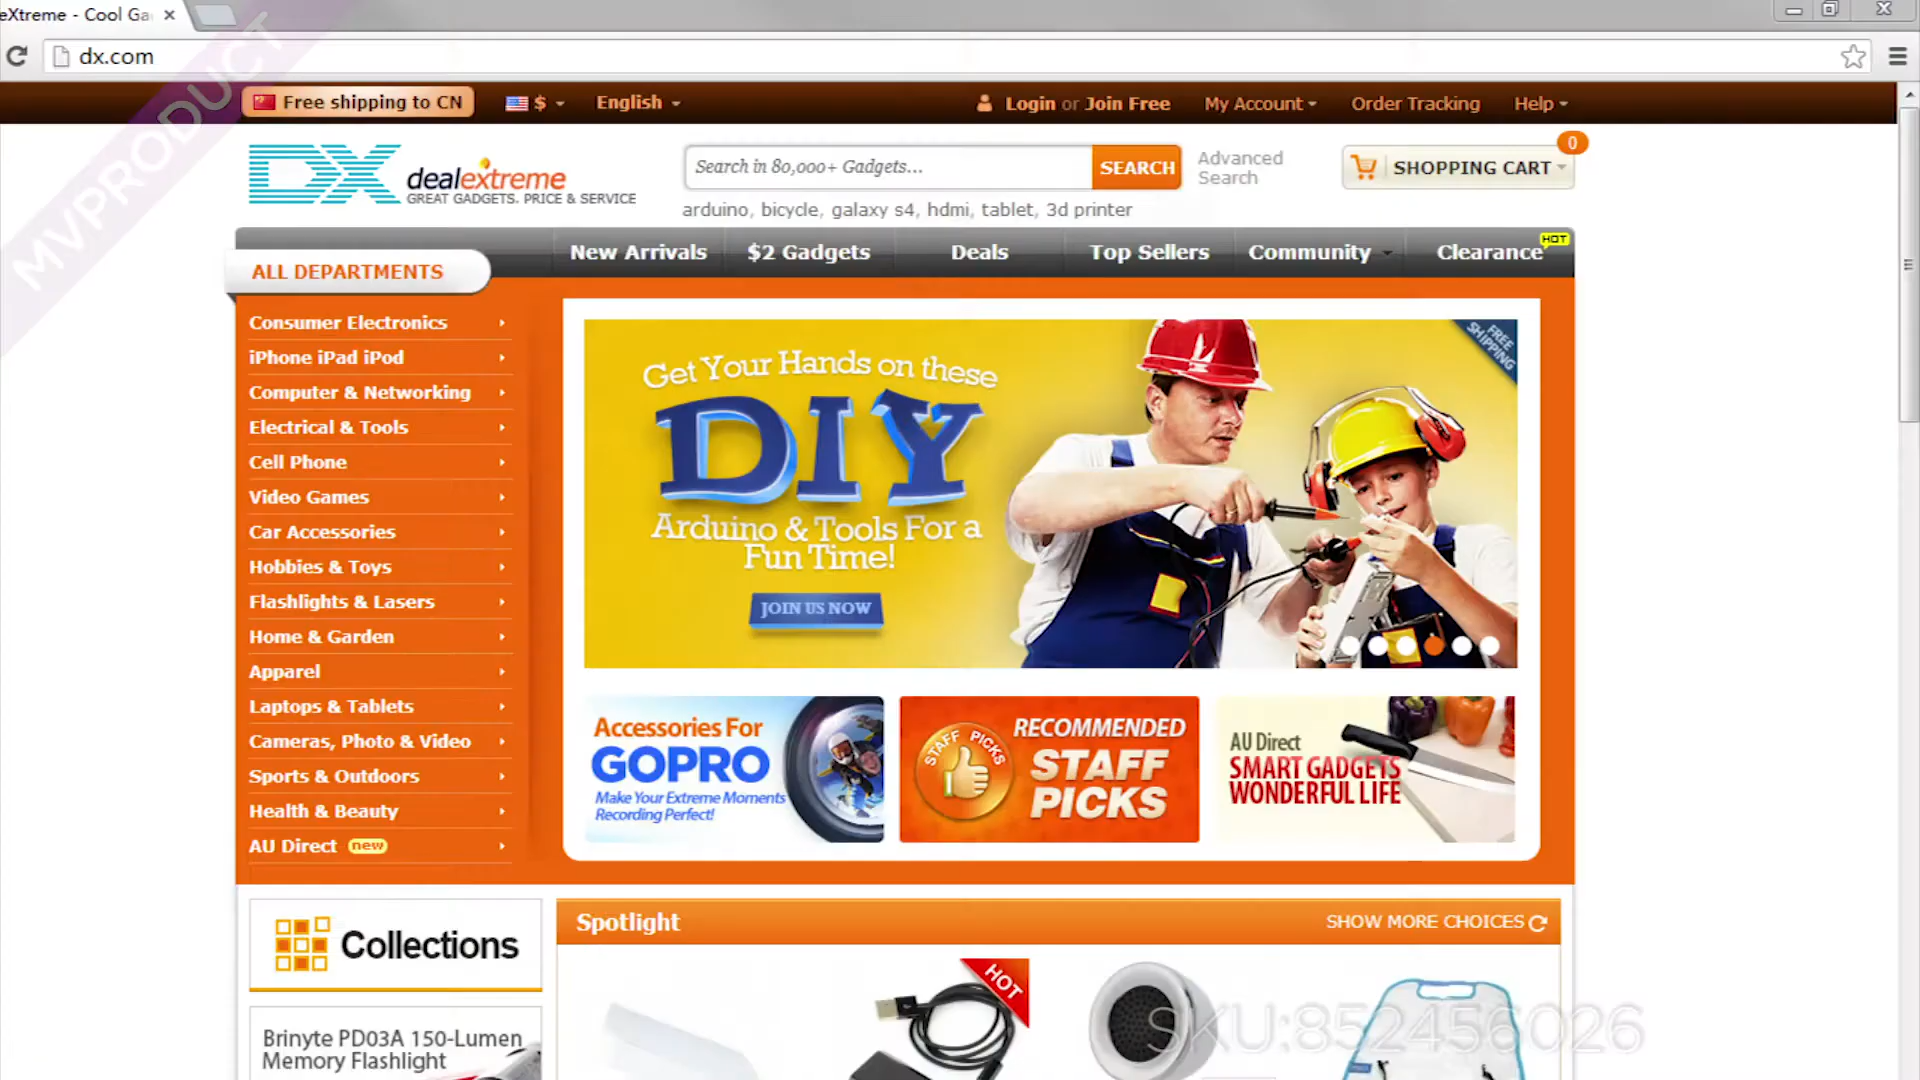 eXtreme - Cool Ga
dx.com
Free shipping to CN
$
English
Login or Join Free
My Account
Order Tracking
Help
MVPRODUCT
DX
dealextreme
GREAT GADGETS. PRICE & SERVICE
Search in 80,000+ Gadgets...
SEARCH
Advanced
Search
SHOPPING CART
0
arduino, bicycle, galaxy s4, hdmi, tablet, 3d printer
ALL DEPARTMENTS
New Arrivals
$2 Gadgets
Deals
Top Sellers
Community
Clearance
HOT
Consumer Electronics
iPhone iPad iPod
Computer & Networking
Electrical & Tools
Cell Phone
Video Games
Car Accessories
Hobbies & Toys
Flashlights & Lasers
Home & Garden
Apparel
Laptops & Tablets
Cameras, Photo & Video
Sports & Outdoors
Health & Beauty
AU Direct new
Get Your Hands on these
DIY
Arduino & Tools For a
Fun Time!
JOIN US NOW
FREE
SHIPPING
Accessories For
GOPRO
Make Your Extreme Moments
Recording Perfect!
STAFF PICKS
RECOMMENDED
STAFF
PICKS
AU Direct
SMART GADGETS
WONDERFUL LIFE
Collections
Spotlight
SHOW MORE CHOICES
HOT
Brinyte PD03A 150-Lumen
Memory Flashlight
SKU:852456026